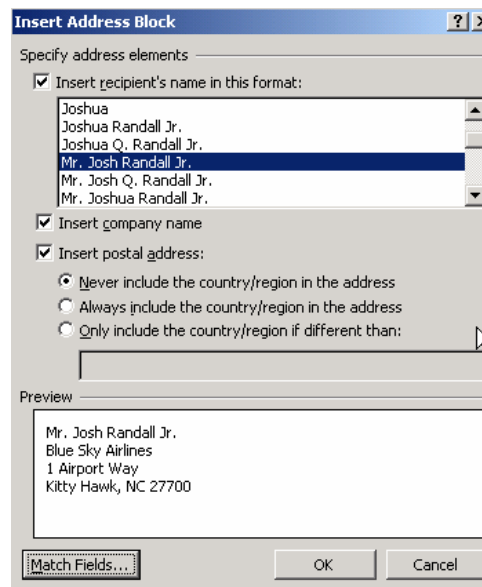 Insert Address Block
Specify address elements
Insert recipient's name in this format:
Joshua
Joshua Randall Jr.
Joshua Q. Randall Jr.
Mr. Josh Randall Jr.
Mr. Josh Q. Randall Jr.
Mr. Joshua Randall Jr.
Insert company name
Insert postal address:
Never include the country/region in the address
Always include the country/region in the address
Only include the country/region if different than:
Preview
Mr. Josh Randall Jr.
Blue Sky Airlines
1 Airport Way
Kitty Hawk, NC 27700
Match Fields... OK Cancel